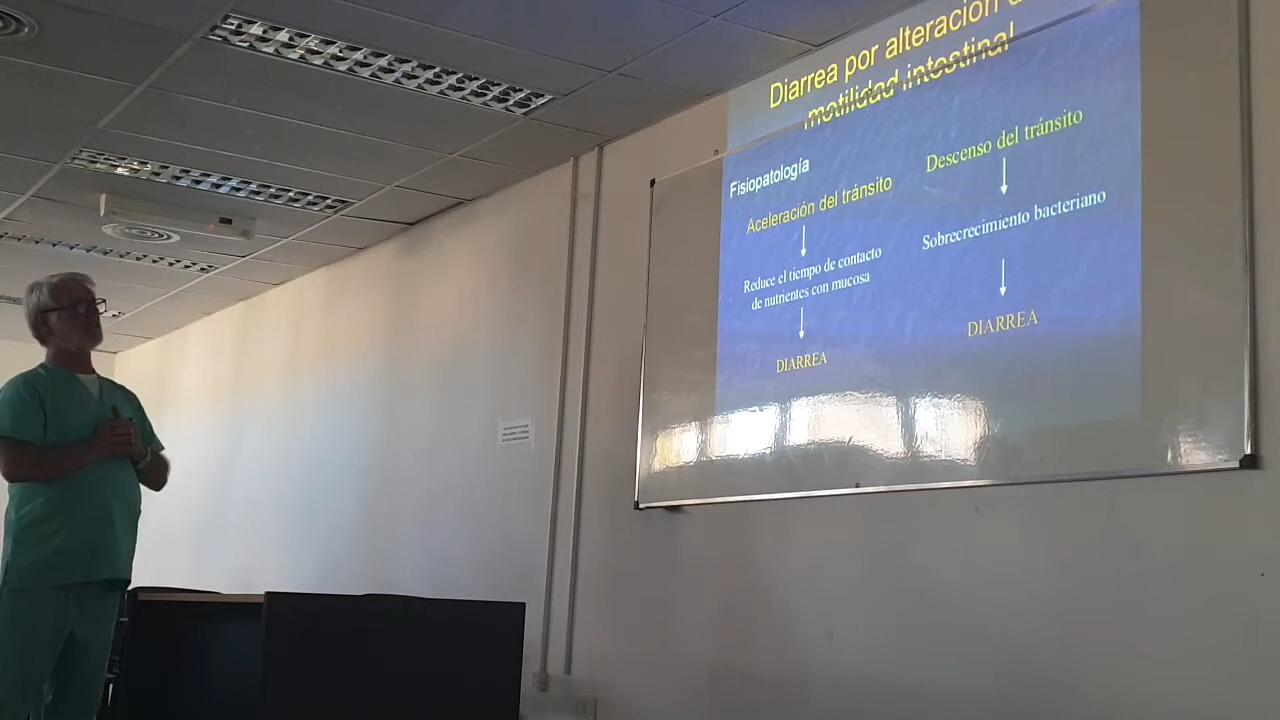 Diarrea por alteración
motilidad intestinal
Fisiopatología
Aceleración del tránsito
Reduce el tiempo de contacto
de nutrientes con mucosa
DIARREA
Descenso del tránsito
Sobrecrecimiento bacteriano
DIARREA